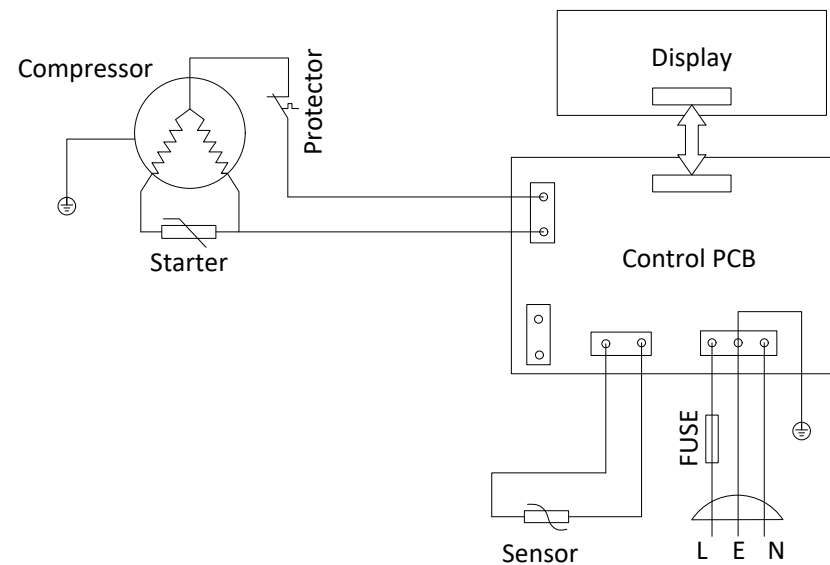 Display
Compressor
Protector
Control PCB
Starter
FUSE
Sensor
L E N